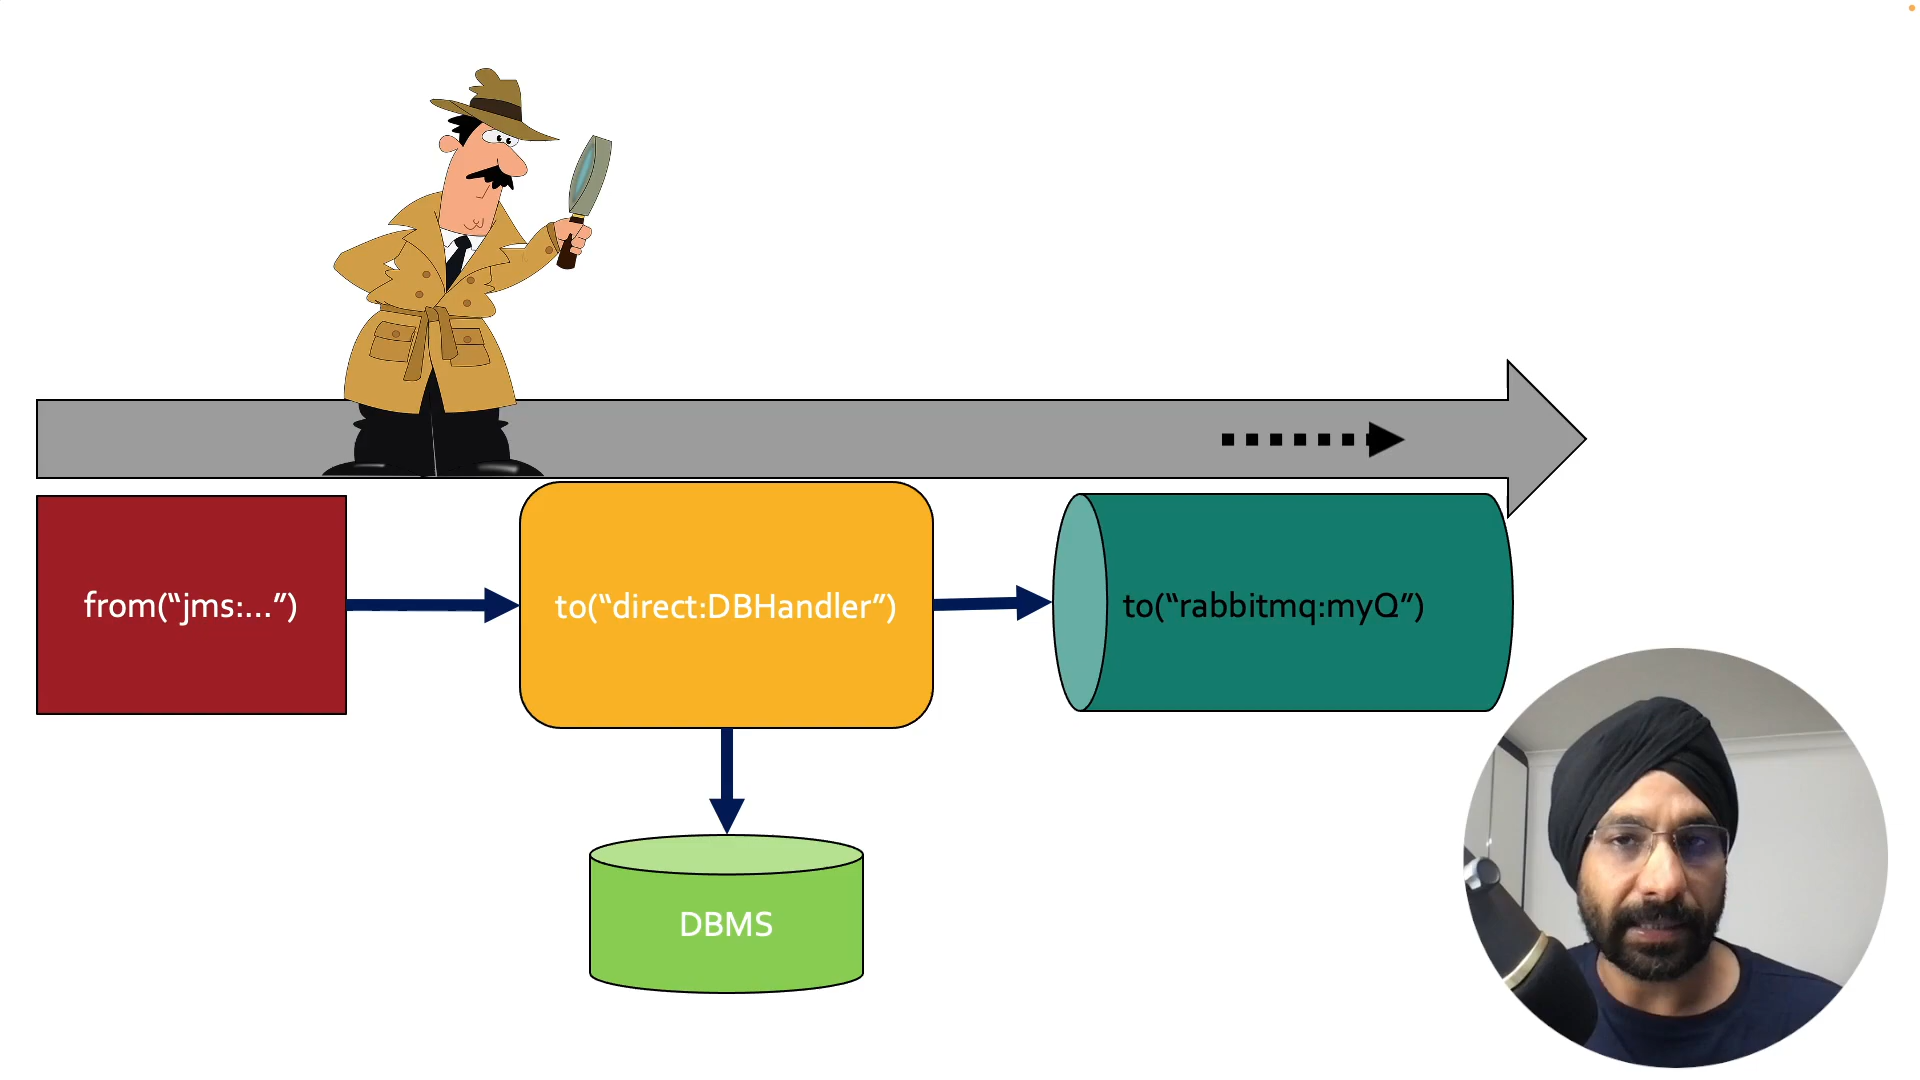 from(“jms:...”)
to(“direct:DBHandler”)
to(“rabbitmq:myQ”)
DBMS